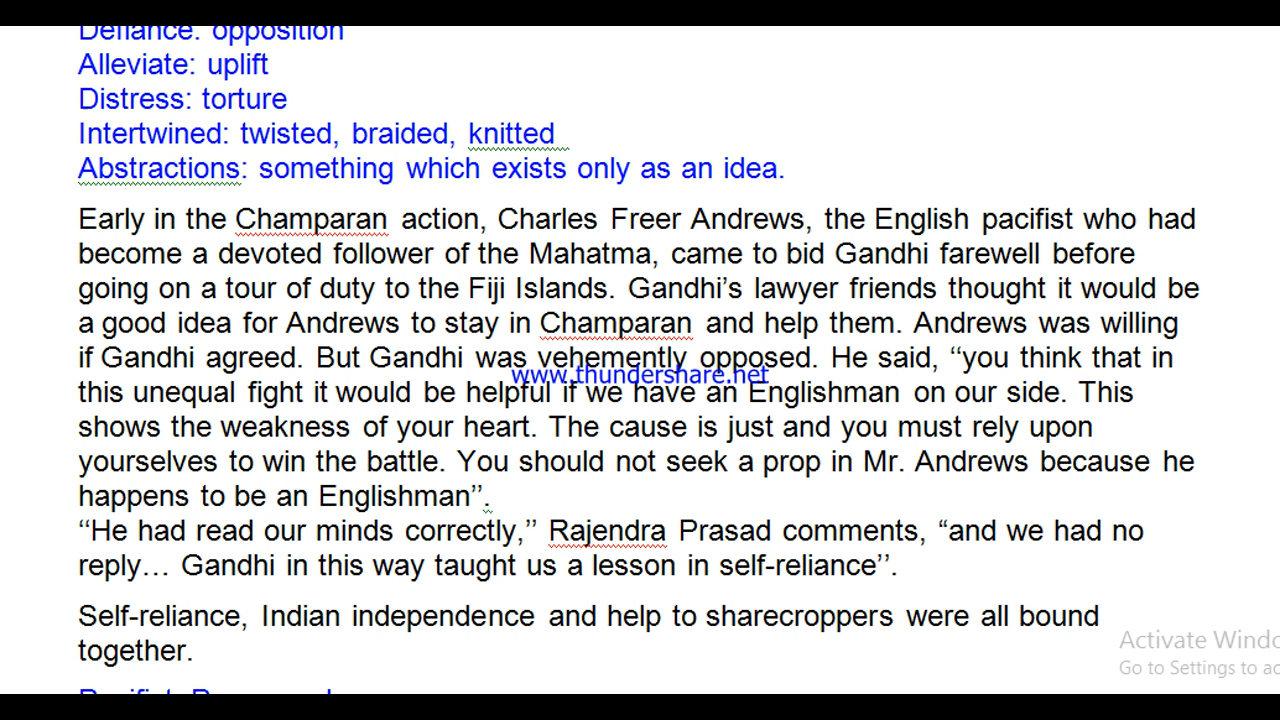 Defiance: opposition
Alleviate: uplift
Distress: torture
Intertwined: twisted, braided, knitted
Abstractions: something which exists only as an idea.
Early in the Champaran action, Charles Freer Andrews, the English pacifist who had
become a devoted follower of the Mahatma, came to bid Gandhi farewell before
going on a tour of duty to the Fiji Islands. Gandhi’s lawyer friends thought it would be
a good idea for Andrews to stay in Champaran and help them. Andrews was willing
if Gandhi agreed. But Gandhi was vehemently opposed. He said, ‘‘you think that in
www.thundershare.net
this unequal fight it would be helpful if we have an Englishman on our side. This
shows the weakness of your heart. The cause is just and you must rely upon
yourselves to win the battle. You should not seek a prop in Mr. Andrews because he
happens to be an Englishman’’.
‘‘He had read our minds correctly,’’ Rajendra Prasad comments, “and we had no
reply… Gandhi in this way taught us a lesson in self-reliance’’.
Self-reliance, Indian independence and help to sharecroppers were all bound
together.
Activate Windo
Go to Settings to ac